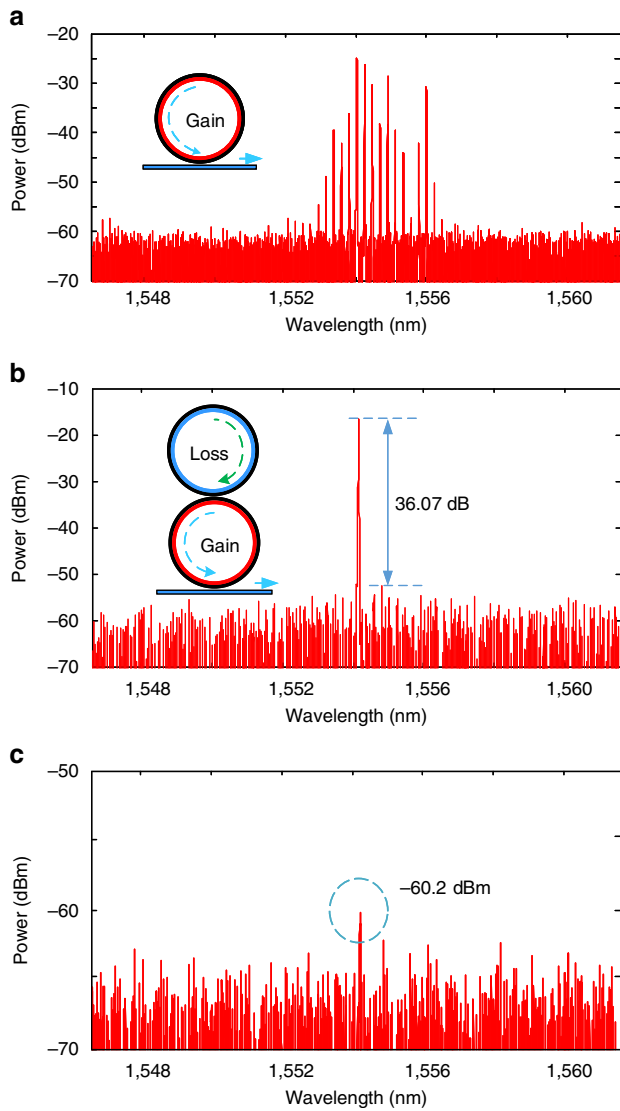 a
−20
−30
−40
−50
−60
−70
Power (dBm)
Gain
1,548 1,552 1,556 1,560
Wavelength (nm)
b
−10
−20
−30
−40
−50
−60
−70
Power (dBm)
Loss
Gain
36.07 dB
1,548 1,552 1,556 1,560
Wavelength (nm)
c
−50
−60
−70
Power (dBm)
−60.2 dBm
1,548 1,552 1,556 1,560
Wavelength (nm)